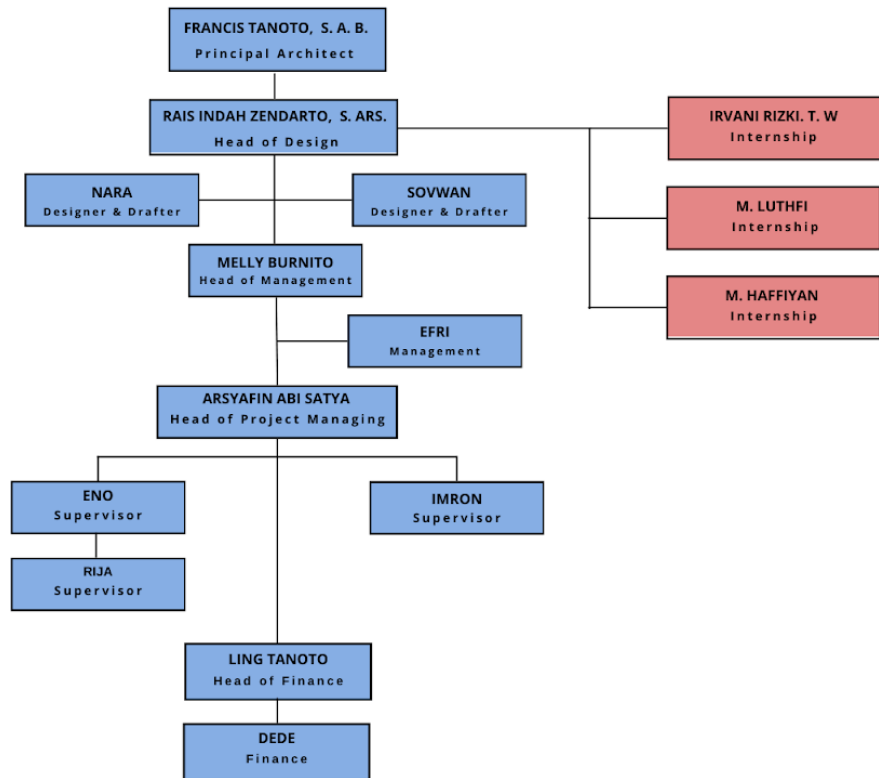 FRANCIS TANOTO, S. A. B.
Principal Architect
RAIS INDAH ZENDARTO, S. ARS.
Head of Design
IRVANI RIZKI. T. W
Internship
NARA
Designer & Drafter
SOVWAN
Designer & Drafter
M. LUTHFI
Internship
MELLY BURNITO
Head of Management
M. HAFFIYAN
Internship
EFRI
Management
ARSYAFIN ABI SATYA
Head of Project Managing
ENO
Supervisor
IMRON
Supervisor
RIJA
Supervisor
LING TANOTO
Head of Finance
DEDE
Finance